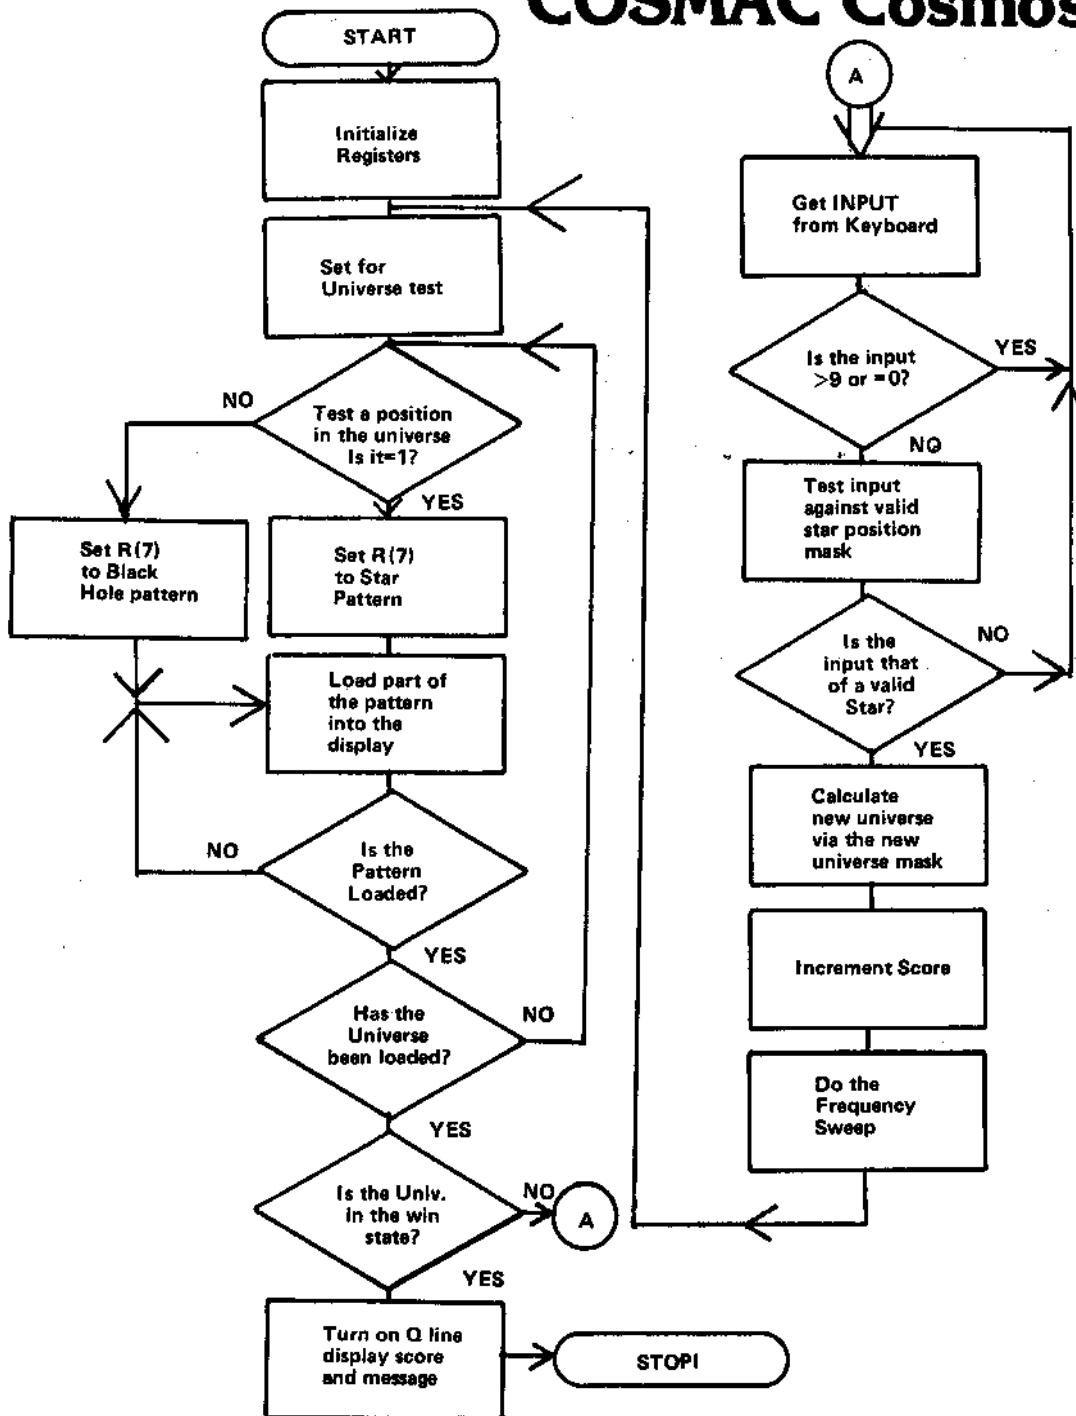 COSMAC Cosmos
START
Initialize
Registers
Set for
Universe test
NO
Test a position
in the universe
Is it=1?
YES
Set R(7)
to Black
Hole pattern
Set R(7)
to Star
Pattern
Load part of
the pattern
into the
display
NO
Is the
Pattern
Loaded?
YES
Has the
Universe
been loaded?
NO
YES
Is the Univ.
in the win
state?
NO
A
YES
Turn on Q line
display score
and message
STOP!
A
Get INPUT
from Keyboard
Is the input
>9 or =0?
YES
NO
Test input
against valid
star position
mask
Is the
input that
of a valid
Star?
NO
YES
Calculate
new universe
via the new
universe mask
Increment Score
Do the
Frequency
Sweep